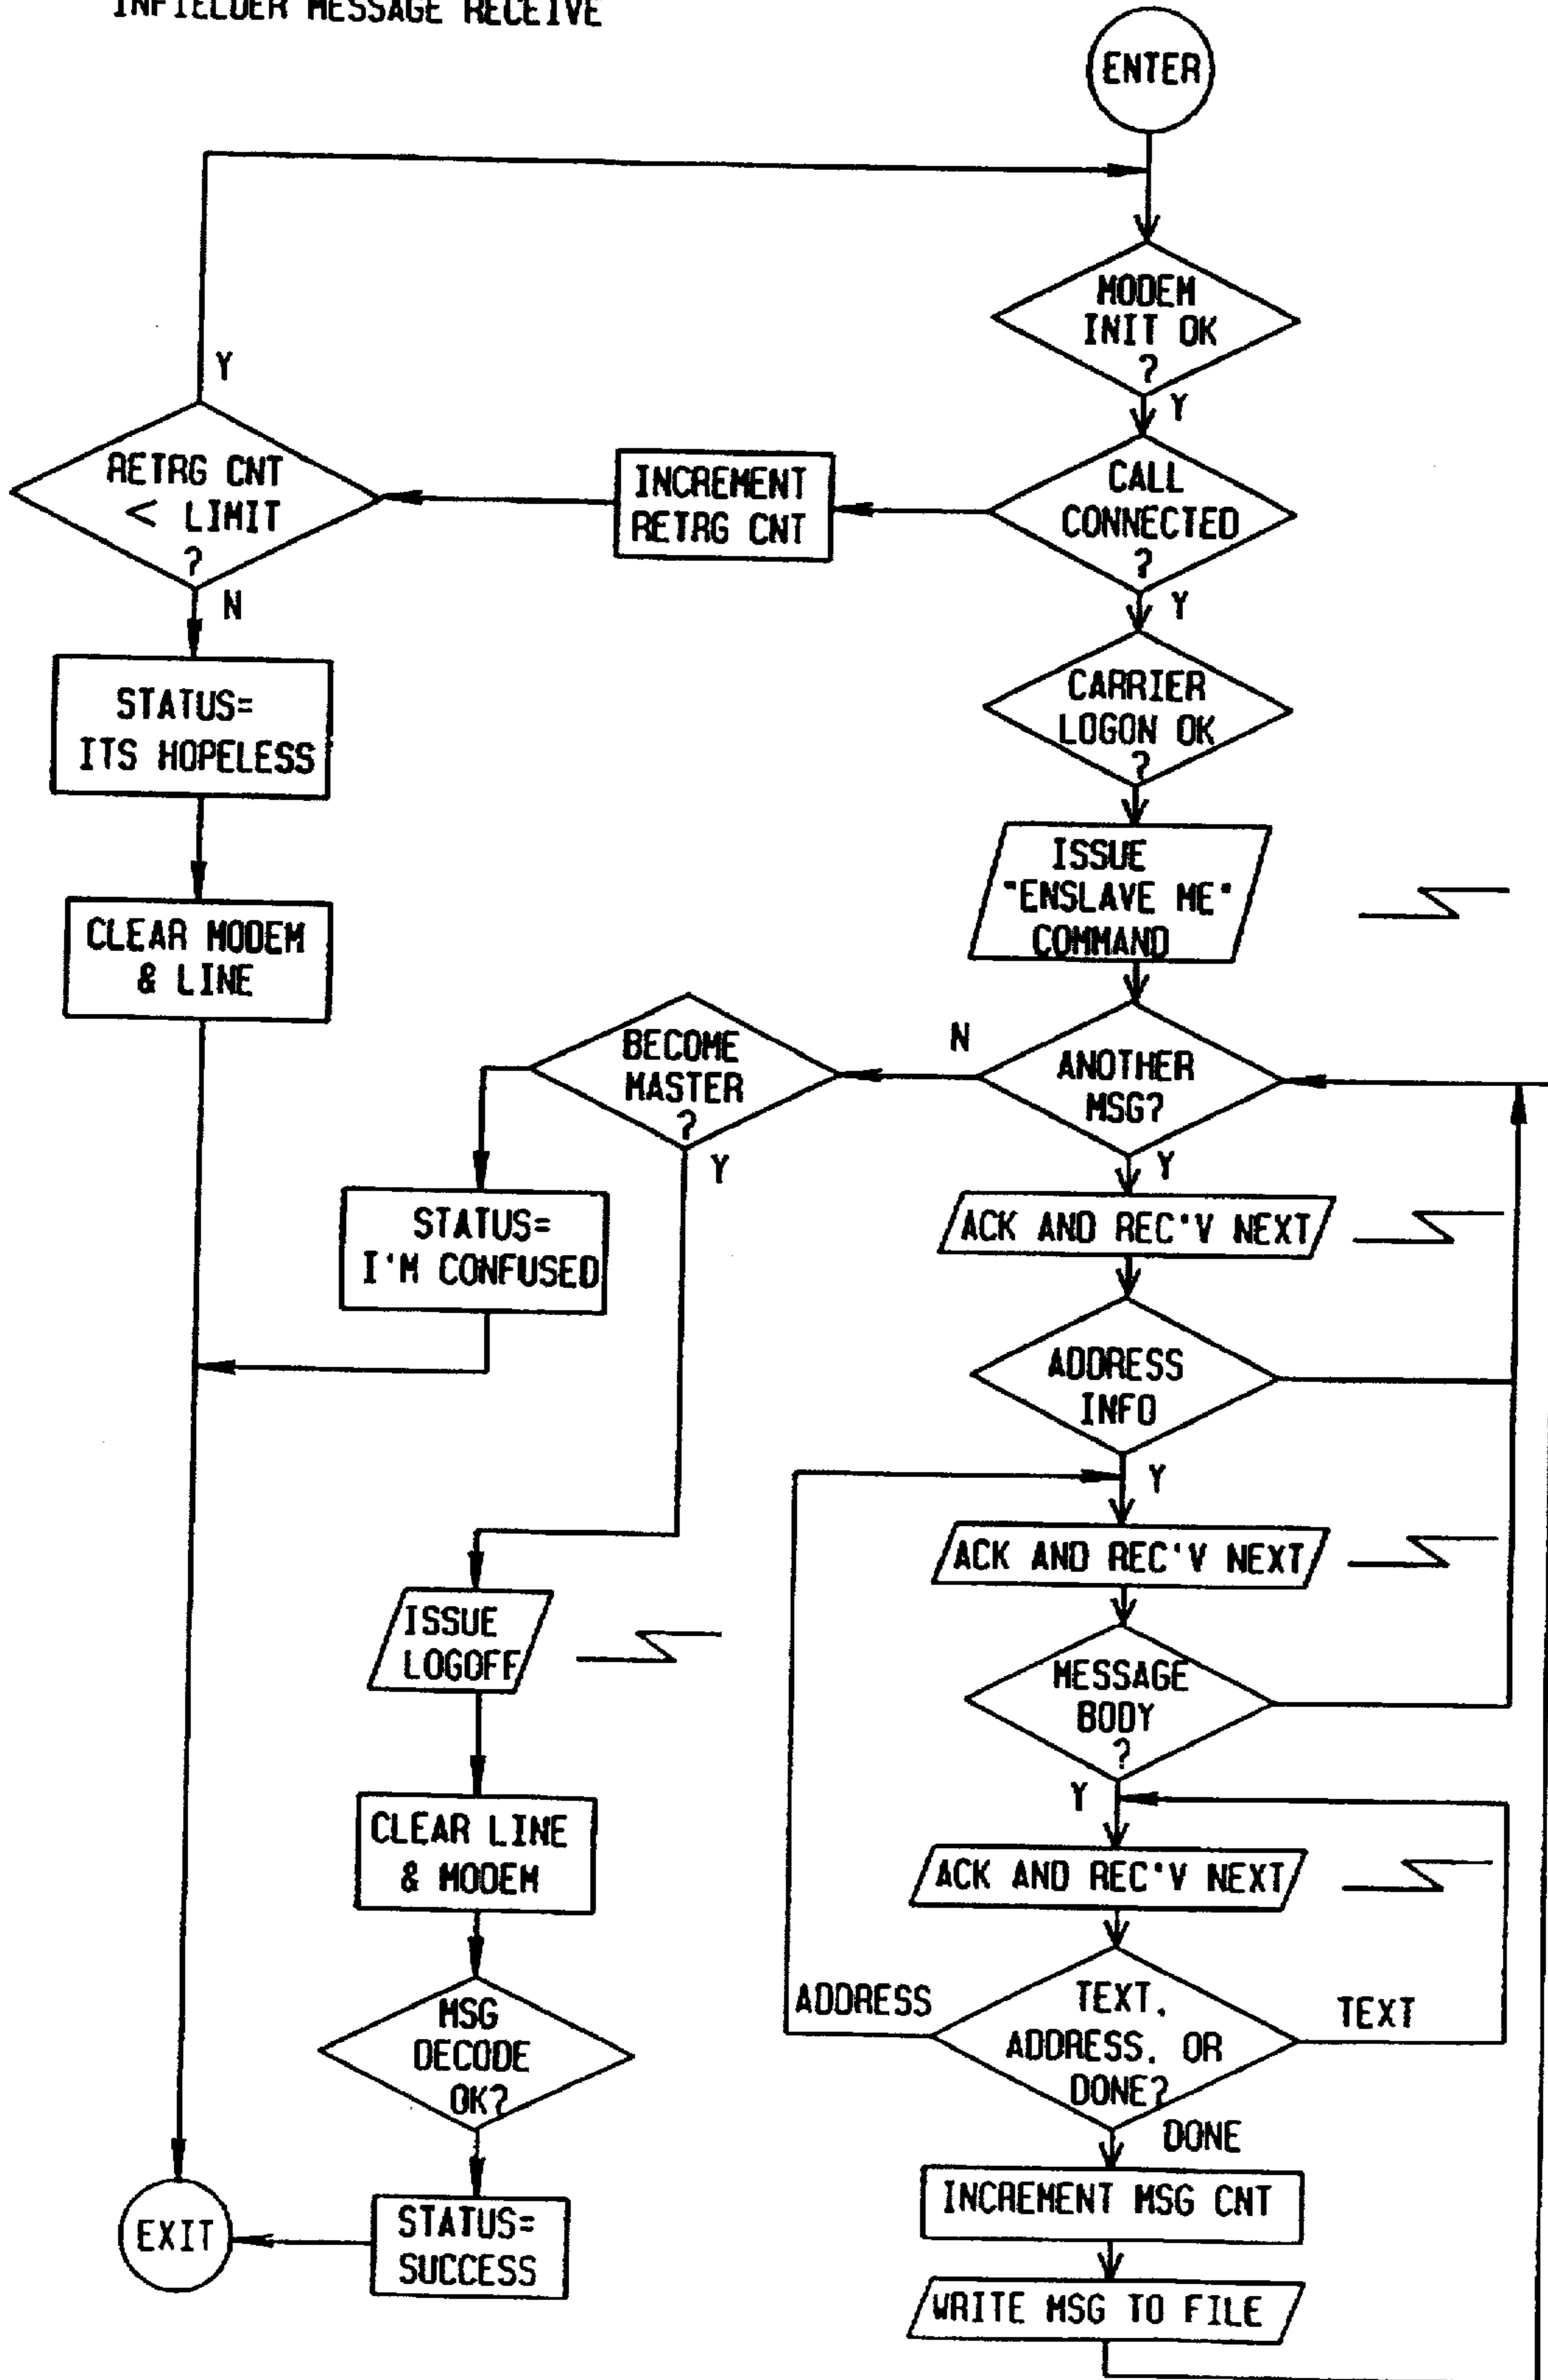 INFIELDER MESSAGE RECEIVE
ENTER
MODEM
INIT OK
?
Y
Y
CALL
CONNECTED
?
INCREMENT
RETRG CNT
RETRG CNT
< LIMIT
?
N
Y
CARRIER
LOGON OK
?
STATUS=
ITS HOPELESS
ISSUE
"ENSLAVE ME"
COMMAND
CLEAR MODEM
& LINE
BECOME
MASTER
?
N
ANOTHER
MSG?
Y
Y
STATUS=
I'M CONFUSED
ACK AND REC'V NEXT
ADDRESS
INFO
Y
ACK AND REC'V NEXT
ISSUE
LOGOFF
MESSAGE
BODY
?
Y
CLEAR LINE
& MODEM
ACK AND REC'V NEXT
MSG
DECODE
OK?
ADDRESS
TEXT,
ADDRESS, OR
DONE?
TEXT
DONE
INCREMENT MSG CNT
EXIT
STATUS=
SUCCESS
WRITE MSG TO FILE